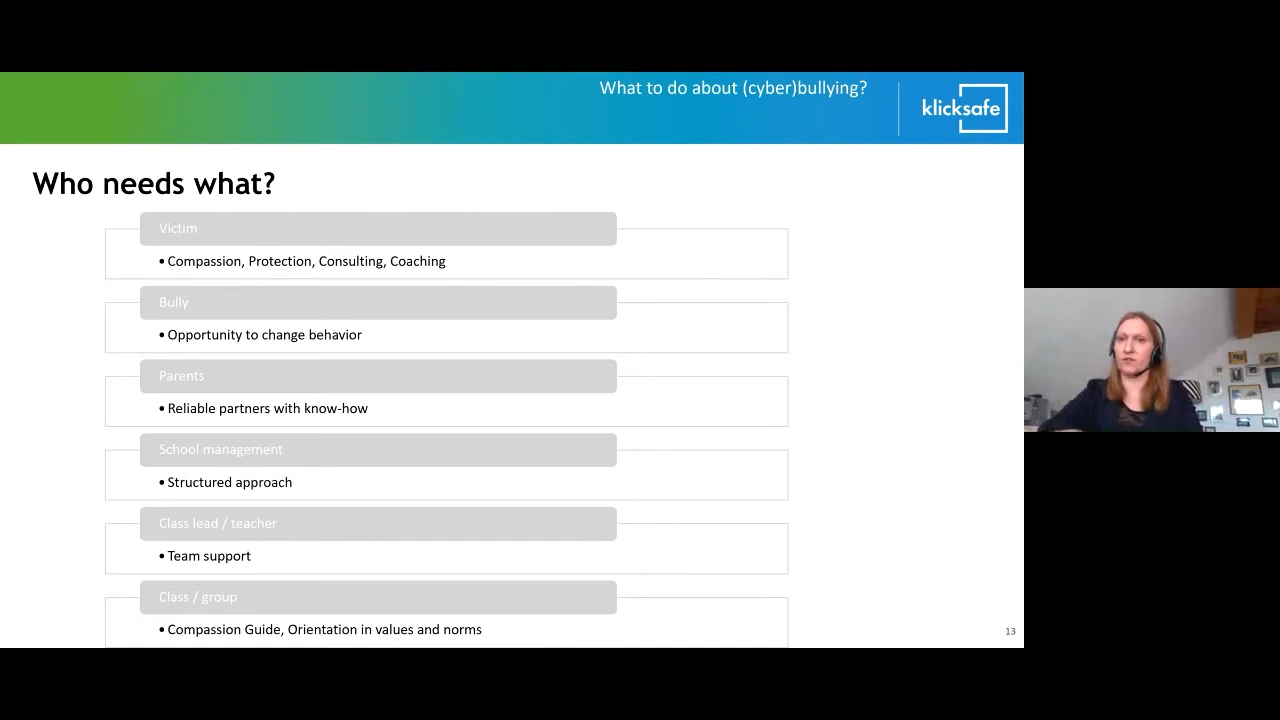 What to do about (cyber)bullying?
klicksafe
Who needs what?
Victim
• Compassion, Protection, Consulting, Coaching
Bully
• Opportunity to change behavior
Parents
• Reliable partners with know-how
School management
• Structured approach
Class lead / teacher
• Team support
Class / group
• Compassion Guide, Orientation in values and norms
13